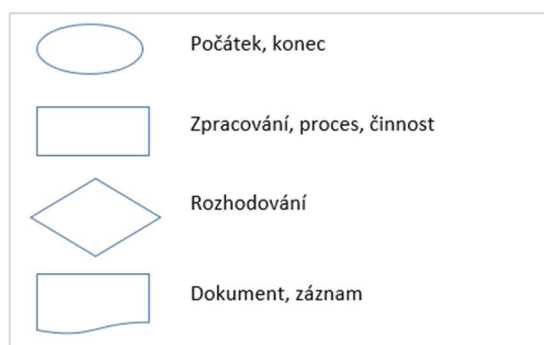 Počátek, konec
Zpracování, proces, činnost
Rozhodování
Dokument, záznam